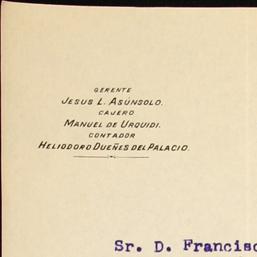 GERENTE
JESUS L. ASÚNSOLO.
CAJERO
MANUEL DE URQUIDI.
CONTADOR
HELIODORO DUEÑES DEL PALACIO.
Sr. D. Francisc